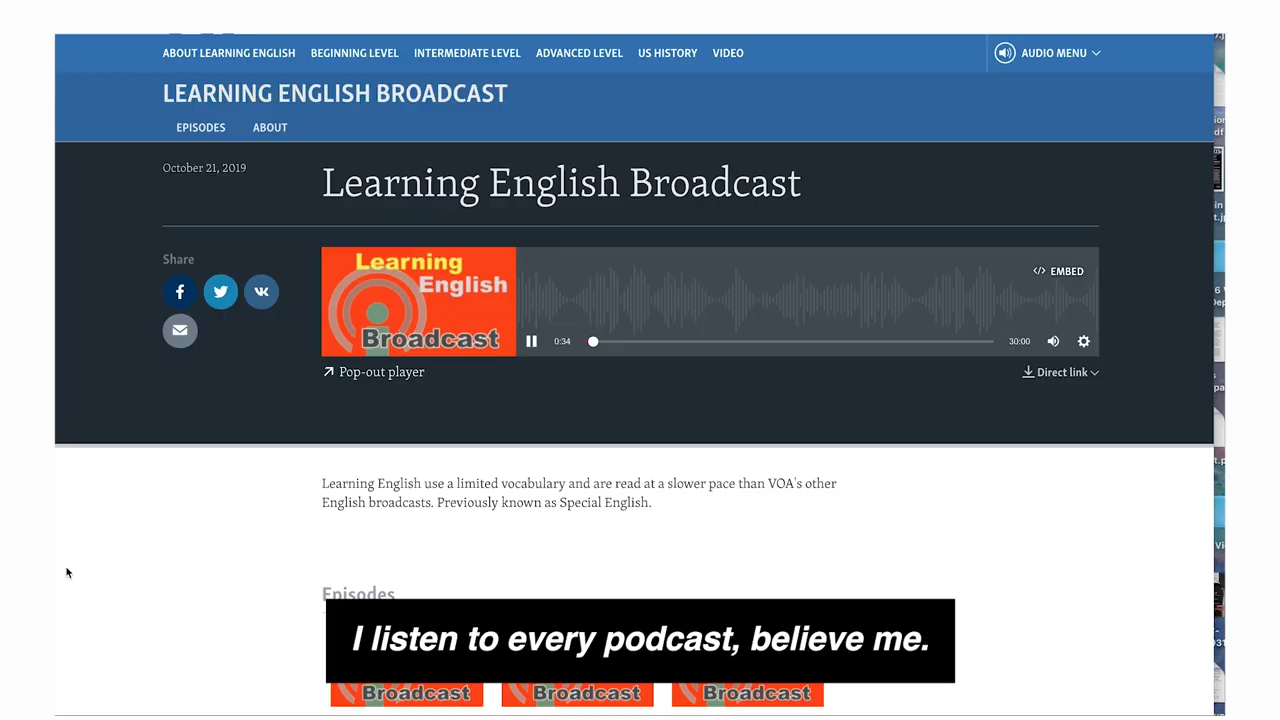 ABOUT LEARNING ENGLISH BEGINNING LEVEL INTERMEDIATE LEVEL ADVANCED LEVEL US HISTORY VIDEO AUDIO MENU
LEARNING ENGLISH BROADCAST
EPISODES ABOUT
October 21, 2019
Learning English Broadcast
Share
Learning
English
Broadcast
</> EMBED
0:34
30:00
Pop-out player
Direct link
Learning English use a limited vocabulary and are read at a slower pace than VOA's other
English broadcasts. Previously known as Special English.
Episodes
I listen to every podcast, believe me.
Broadcast Broadcast Broadcast